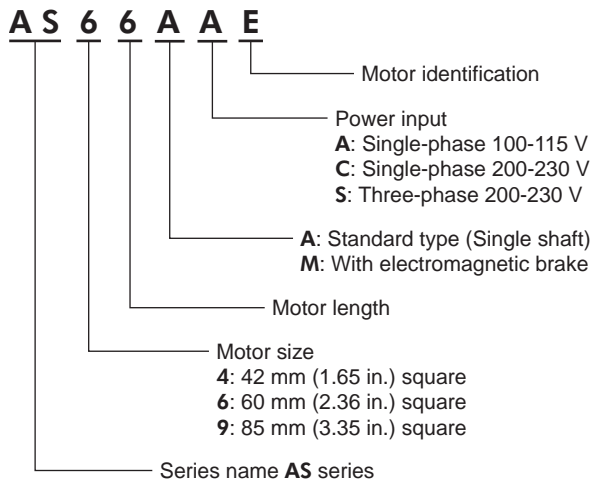 AS66AAE
Motor identification
Power input
A: Single-phase 100-115 V
C: Single-phase 200-230 V
S: Three-phase 200-230 V
A: Standard type (Single shaft)
M: With electromagnetic brake
Motor length
Motor size
4: 42 mm (1.65 in.) square
6: 60 mm (2.36 in.) square
9: 85 mm (3.35 in.) square
Series name AS series